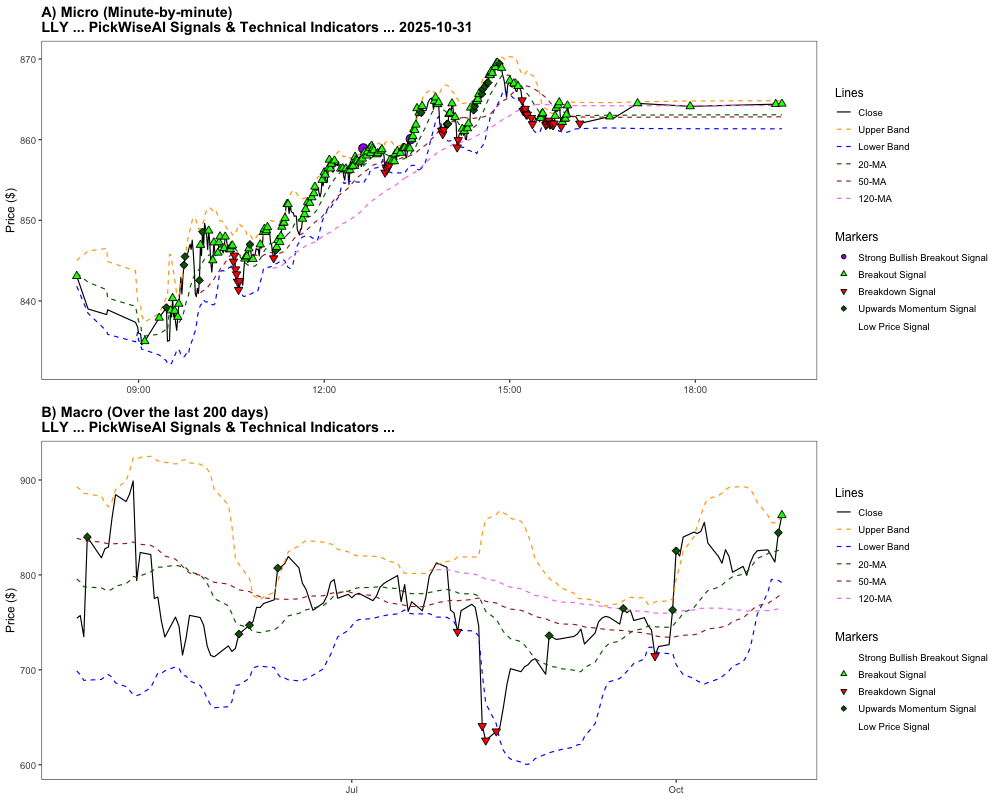 A) Micro (Minute-by-minute)
LLY ... PickWiseAI Signals & Technical Indicators ... 2025-10-31
Price ($)
870
860
850
840
09:00
12:00
15:00
18:00
Lines
Close
Upper Band
Lower Band
20-MA
50-MA
120-MA
Markers
Strong Bullish Breakout Signal
Breakout Signal
Breakdown Signal
Upwards Momentum Signal
Low Price Signal
B) Macro (Over the last 200 days)
LLY ... PickWiseAI Signals & Technical Indicators ...
Price ($)
900
800
700
600
Jul
Oct
Lines
Close
Upper Band
Lower Band
20-MA
50-MA
120-MA
Markers
Strong Bullish Breakout Signal
Breakout Signal
Breakdown Signal
Upwards Momentum Signal
Low Price Signal